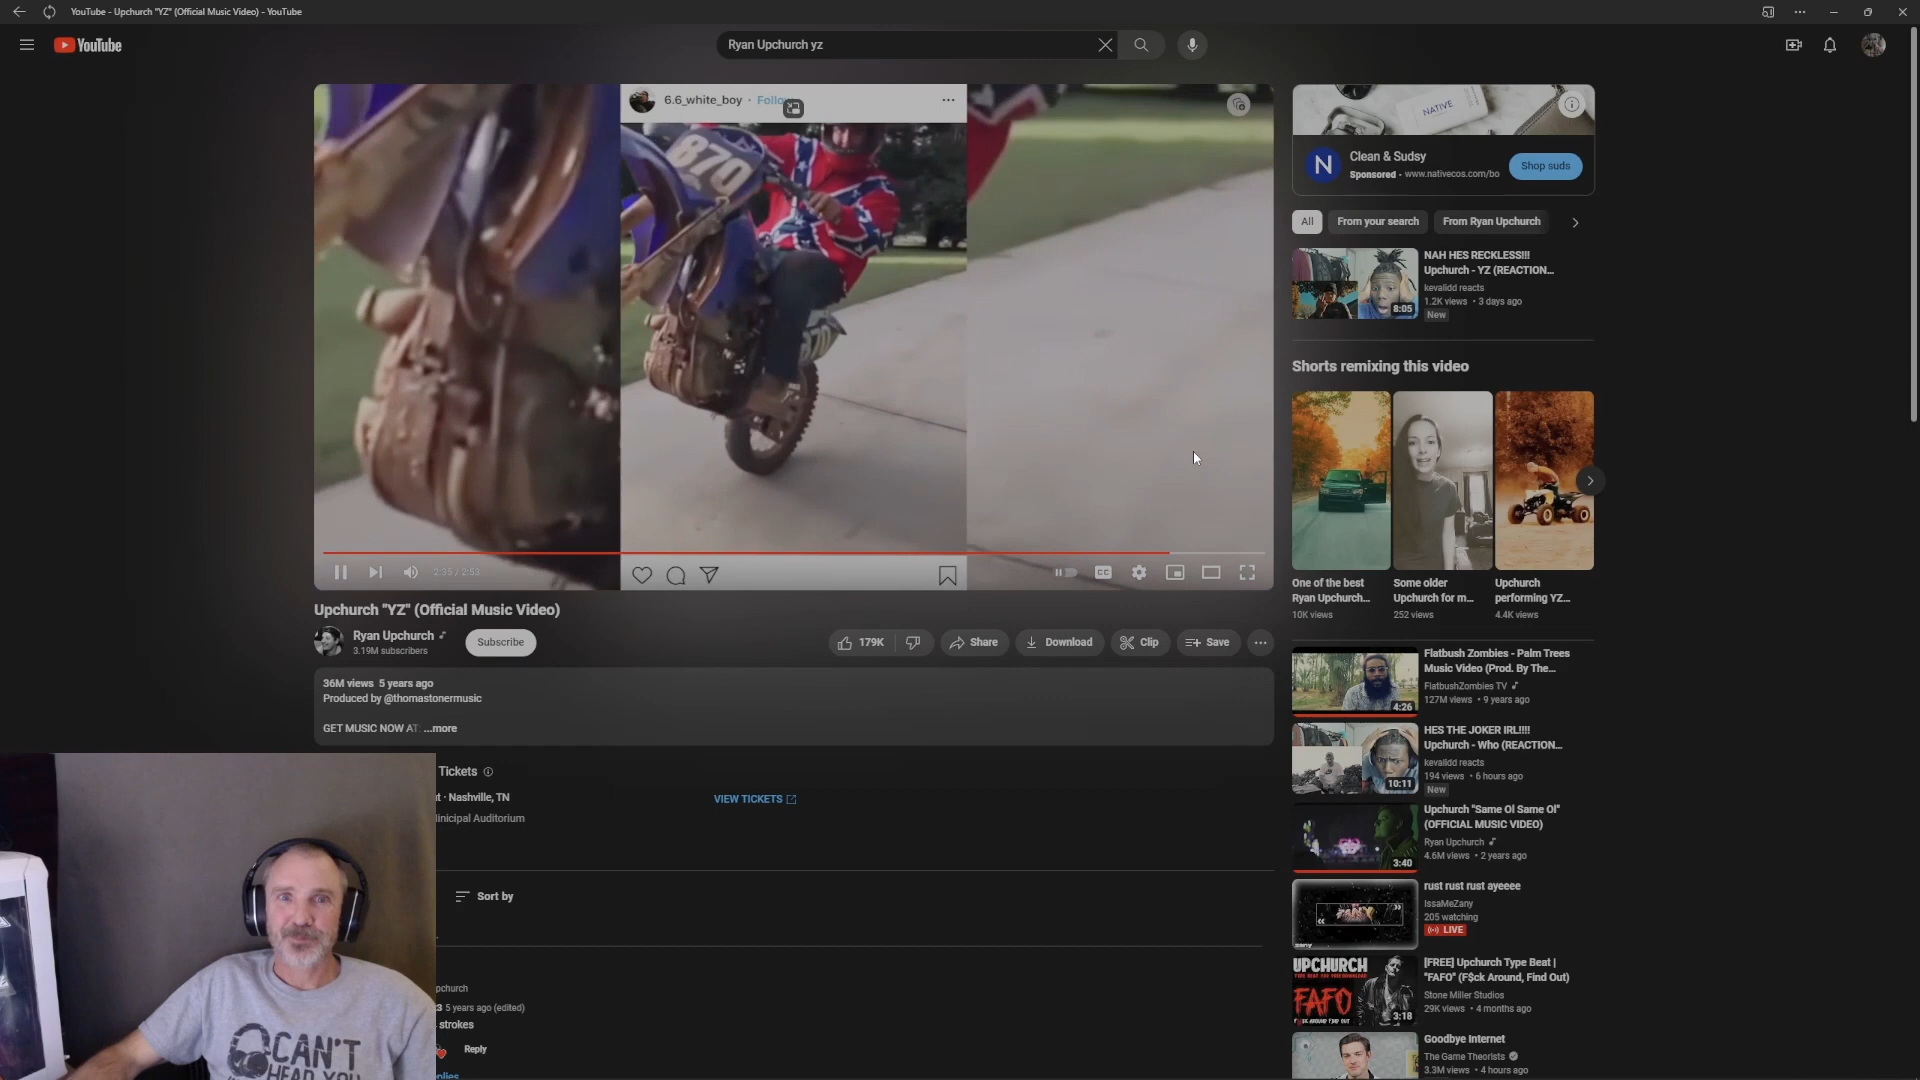 YouTube - Upchurch "YZ" (Official Music Video) - YouTube
YouTube
Ryan Upchurch yz
6.6_white_boy · Follow
870
2:35 / 2:53
CC
Upchurch "YZ" (Official Music Video)
Ryan Upchurch
3.19M subscribers
Subscribe
179K
Share
Download
Clip
Save
36M views 5 years ago
Produced by @thomastonermusic
GET MUSIC NOW AT ...more
Tickets
Nashville, TN
Auditorium
VIEW TICKETS
Sort by
5 years ago (edited)
strokes
Reply
CAN'T
HEAR YOU
NATIVE
N
Clean & Sudsy
Sponsored · www.nativecos.com/bo
Shop suds
All
From your search
From Ryan Upchurch
NAH HES RECKLESS!!!
Upchurch - YZ (REACTION...
kevalidd reacts
1.2K views · 3 days ago
New
8:05
Shorts remixing this video
One of the best
Ryan Upchurch...
10K views
Some older
Upchurch for m...
252 views
Upchurch
performing YZ...
4.4K views
Flatbush Zombies - Palm Trees
Music Video (Prod. By The...
FlatbushZombies TV
127M views · 9 years ago
4:26
HES THE JOKER IRL!!!!
Upchurch - Who (REACTION...
kevalidd reacts
194 views · 6 hours ago
New
10:11
Upchurch "Same Ol Same Ol"
(OFFICIAL MUSIC VIDEO)
Ryan Upchurch
4.6M views · 2 years ago
3:40
rust rust rust ayeeee
IssaMeZany
205 watching
LIVE
UPCHURCH
FAFO
3:18
[FREE] Upchurch Type Beat |
"FAFO" (F$ck Around, Find Out)
Stone Miller Studios
29K views · 4 months ago
Goodbye Internet
The Game Theorists
3.3M views · 4 hours ago